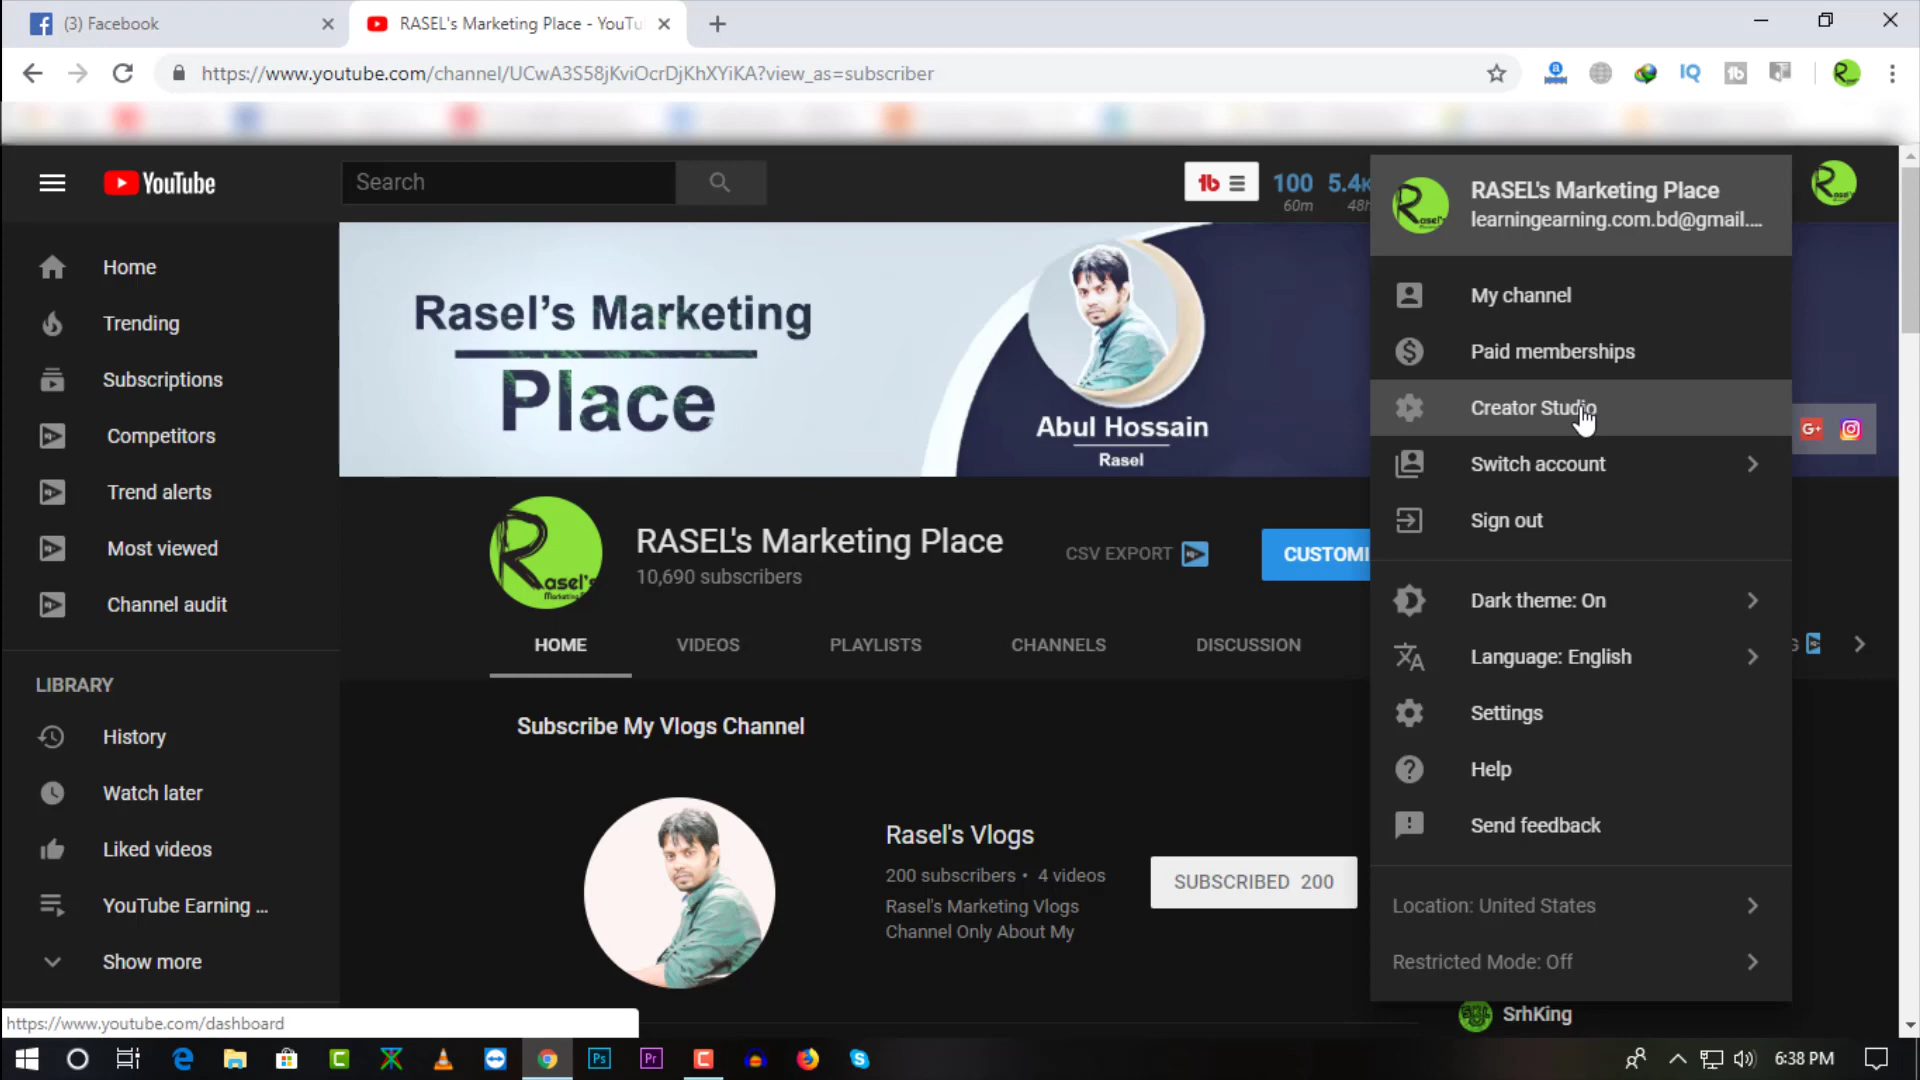 (3) Facebook
RASEL's Marketing Place - YouTu
https://www.youtube.com/channel/UCwA3S58jKviOcrDjKhXYiKA?view_as=subscriber
YouTube
Search
100
60m
5.4k
48h
RASEL's Marketing Place
learningearning.com.bd@gmail....
Home
Trending
Subscriptions
Competitors
Trend alerts
Most viewed
Channel audit
LIBRARY
History
Watch later
Liked videos
YouTube Earning ...
Show more
Rasel's Marketing
Place
Abul Hossain
Rasel
RASEL's Marketing Place
10,690 subscribers
CSV EXPORT
CUSTOMI
HOME
VIDEOS
PLAYLISTS
CHANNELS
DISCUSSION
Subscribe My Vlogs Channel
Rasel's Vlogs
200 subscribers • 4 videos
Rasel's Marketing Vlogs
Channel Only About My
SUBSCRIBED 200
My channel
Paid memberships
Creator Studio
Switch account
Sign out
Dark theme: On
Language: English
Settings
Help
Send feedback
Location: United States
Restricted Mode: Off
SrhKing
https://www.youtube.com/dashboard
6:38 PM